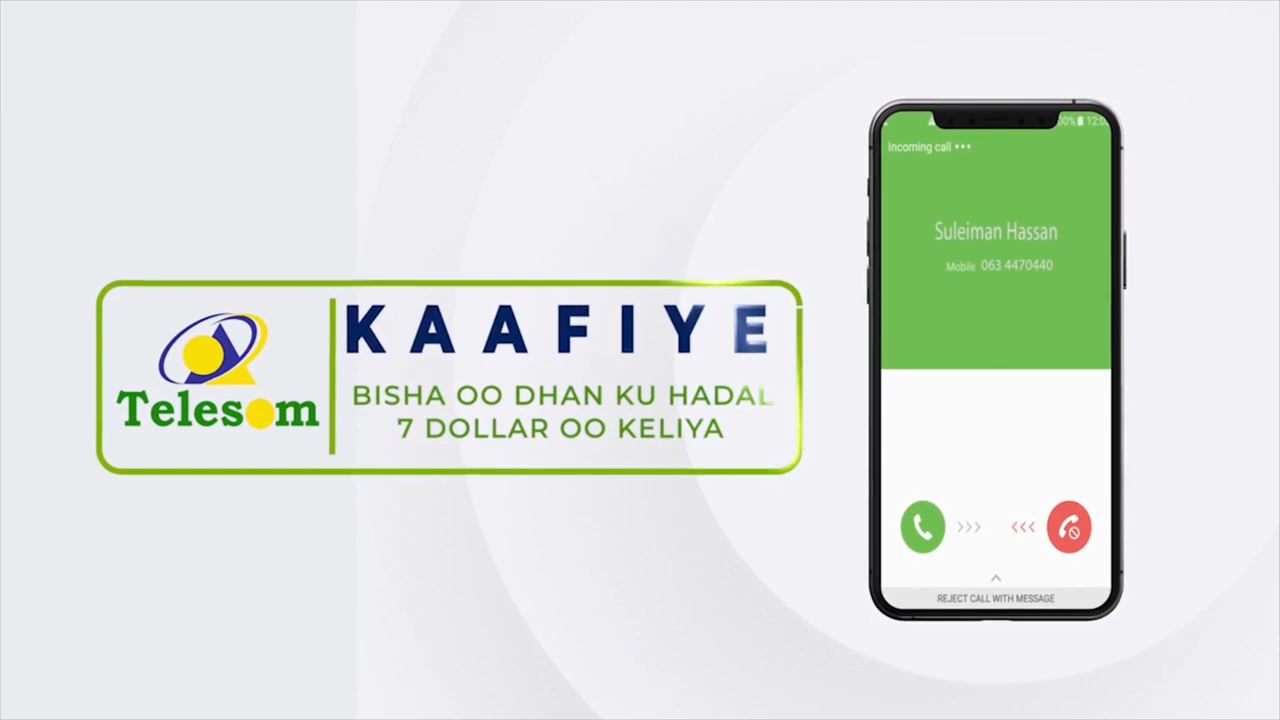 Telesom
KAAFIYE
BISHA OO DHAN KU HADAL
7 DOLLAR OO KELIYA
Incoming call •••
Suleiman Hassan
Mobile 063 4470440
REJECT CALL WITH MESSAGE